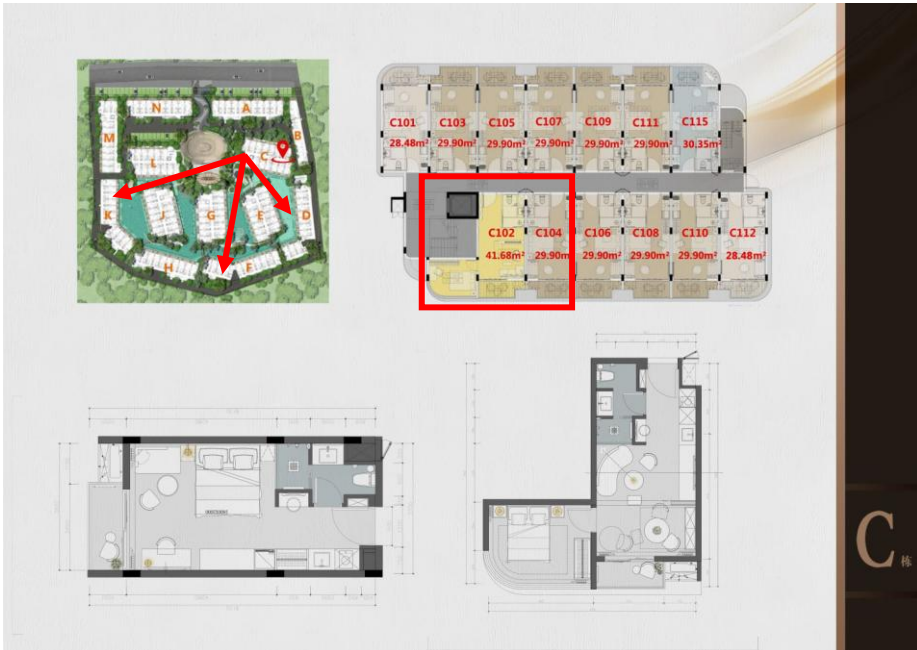 N
A
M
B
L
C
K
J
G
E
D
H
F
C101
C103
C105
C107
C109
C111
C115
28.48m²
29.90m²
29.90m²
29.90m²
29.90m²
29.90m²
30.35m²
C102
C104
C106
C108
C110
C112
41.68m²
29.90m²
29.90m²
29.90m²
29.90m²
28.48m²
C栋